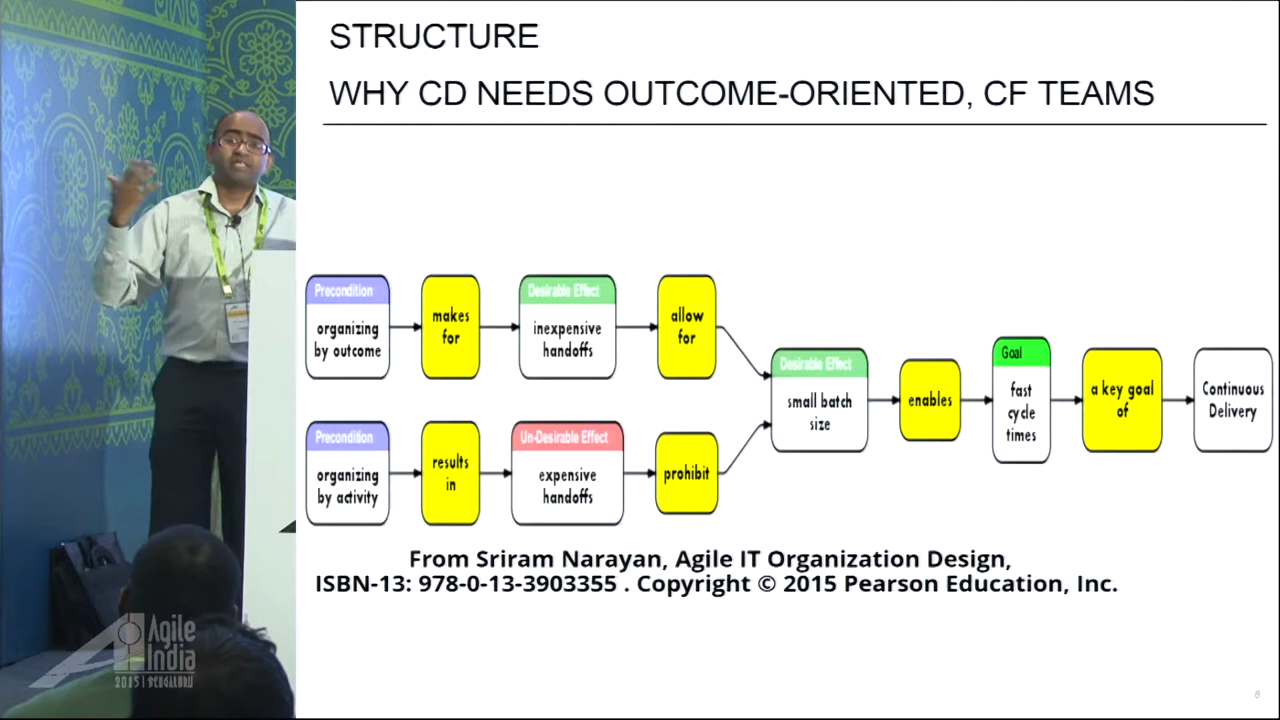 STRUCTURE
WHY CD NEEDS OUTCOME-ORIENTED, CF TEAMS
Precondition
organizing
by outcome
makes
for
Desirable Effect
inexpensive
handoffs
allow
for
Precondition
organizing
by activity
results
in
Un-Desirable Effect
expensive
handoffs
prohibit
Desirable Effect
small batch
size
enables
Goal
fast
cycle
times
a key goal
of
Continuous
Delivery
From Sriram Narayan, Agile IT Organization Design,
ISBN-13: 978-0-13-3903355 . Copyright © 2015 Pearson Education, Inc.
Agile
India
2015 | BENGALURU
8